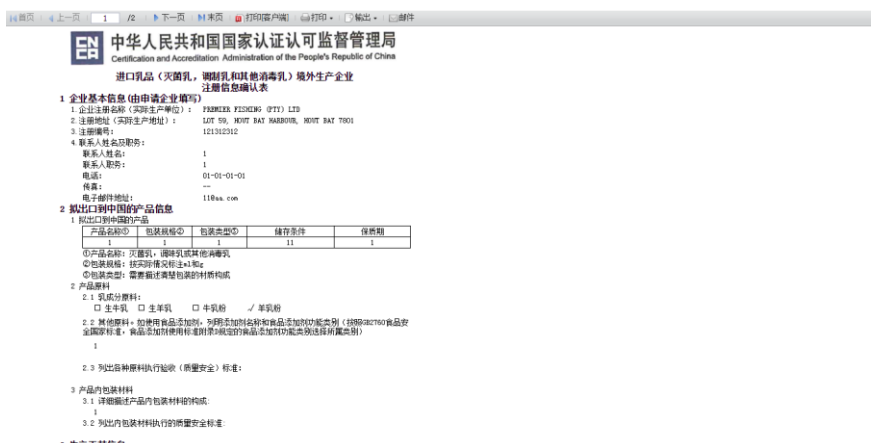 首页 上一页 1 /2 下一页 末页 打印[客户端] 打印 输出 邮件
中华人民共和国国家认证认可监督管理局
Certification and Accreditation Administration of the People's Republic of China
进口乳品（灭菌乳，调制乳和其他消毒乳）境外生产企业
注册信息确认表
1 企业基本信息(由申请企业填写)
1.企业注册名称（实际生产单位）： PREMIER FISHING (PTY) LTD
2.注册地址（实际生产地址）： LOT 59, HOUT BAY HARBOUR, HOUT BAY 7801
3.注册编号： 121312312
4.联系人姓名及职务：
联系人姓名： 1
联系人职务： 1
电话： 01-01-01-01
传真： --
电子邮件地址： 11@aa.com
2 拟出口到中国的产品信息
1 拟出口到中国的产品
产品名称① 包装规格② 包装类型③ 储存条件 保质期
1 1 1 11 1
①产品名称：灭菌乳，调味乳或其他消毒乳
②包装规格：按实际情况标注ml和g
③包装类型：需要描述清楚包装的材质构成
2 产品原料
2.1 乳成分原料：
□ 生牛乳 □ 生羊乳 □ 牛乳粉 ✓ 羊乳粉
2.2 其他原料。如使用食品添加剂，列明添加剂名称和食品添加剂功能类别（按照GB2760食品安
全国家标准，食品添加剂使用标准附录D规定的食品添加剂功能类别选择所属类别）
1
2.3 列出各种原料执行验收（质量安全）标准：
3 产品内包装材料
3.1 详细描述产品内包装材料的构成：
1
3.2 列出内包装材料执行的质量安全标准：